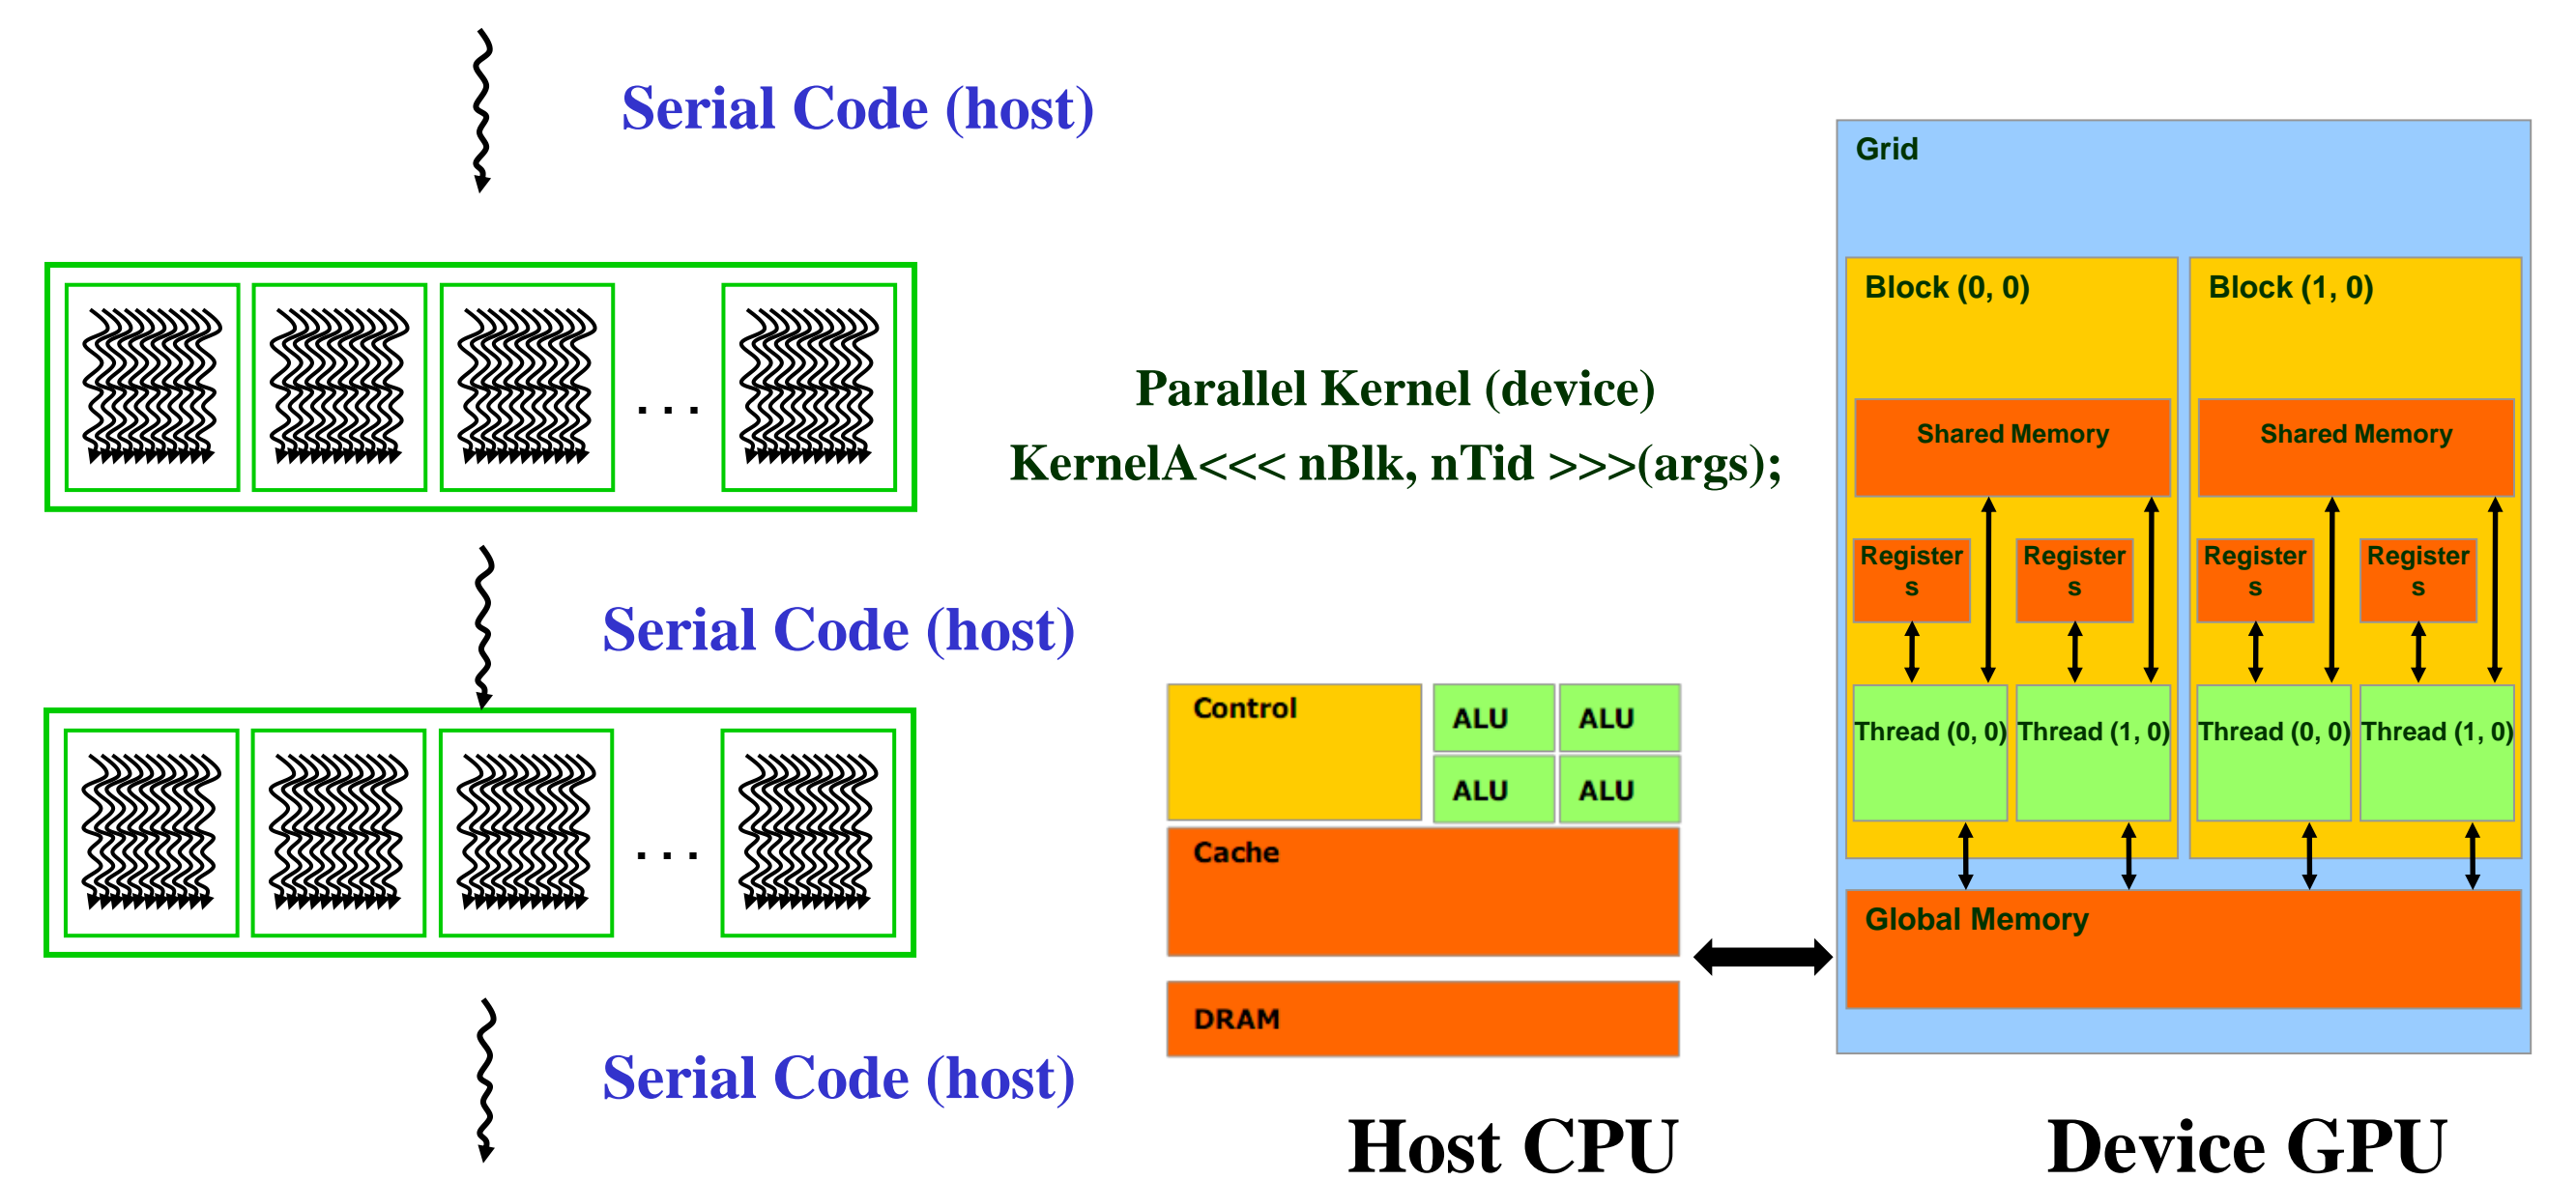 Serial Code (host)
. . .
Parallel Kernel (device)
KernelA<<< nBlk, nTid >>>(args);
Serial Code (host)
. . .
Serial Code (host)
Control
ALU ALU
ALU ALU
Cache
DRAM
Host CPU
Grid
Block (0, 0)
Shared Memory
Register
s
Register
s
Thread (0, 0) Thread (1, 0)
Block (1, 0)
Shared Memory
Register
s
Register
s
Thread (0, 0) Thread (1, 0)
Global Memory
Device GPU